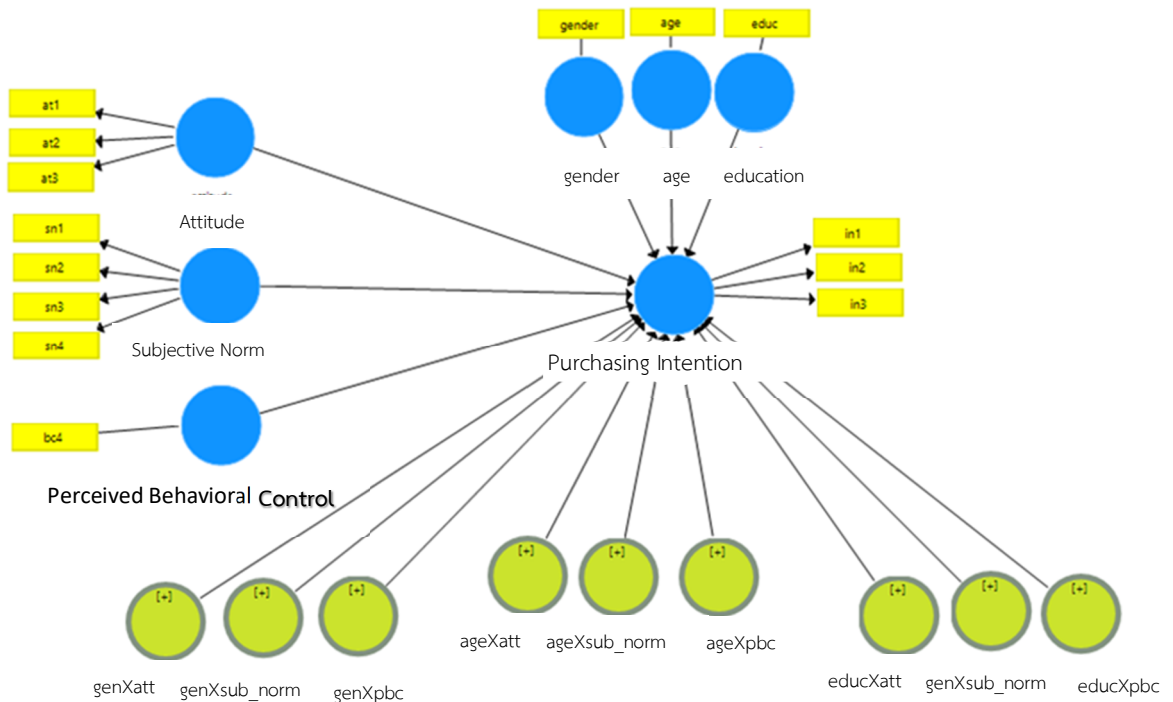 gender
age
educ
at1
at2
at3
gender
age
education
Attitude
sn1
sn2
sn3
sn4
in1
in2
in3
Subjective Norm
Purchasing Intention
bc4
Perceived Behavioral Control
[+]
[+]
[+]
[+]
[+]
[+]
[+]
[+]
[+]
ageXatt
ageXsub_norm
ageXpbc
genXatt
genXsub_norm
genXpbc
educXatt
genXsub_norm
educXpbc